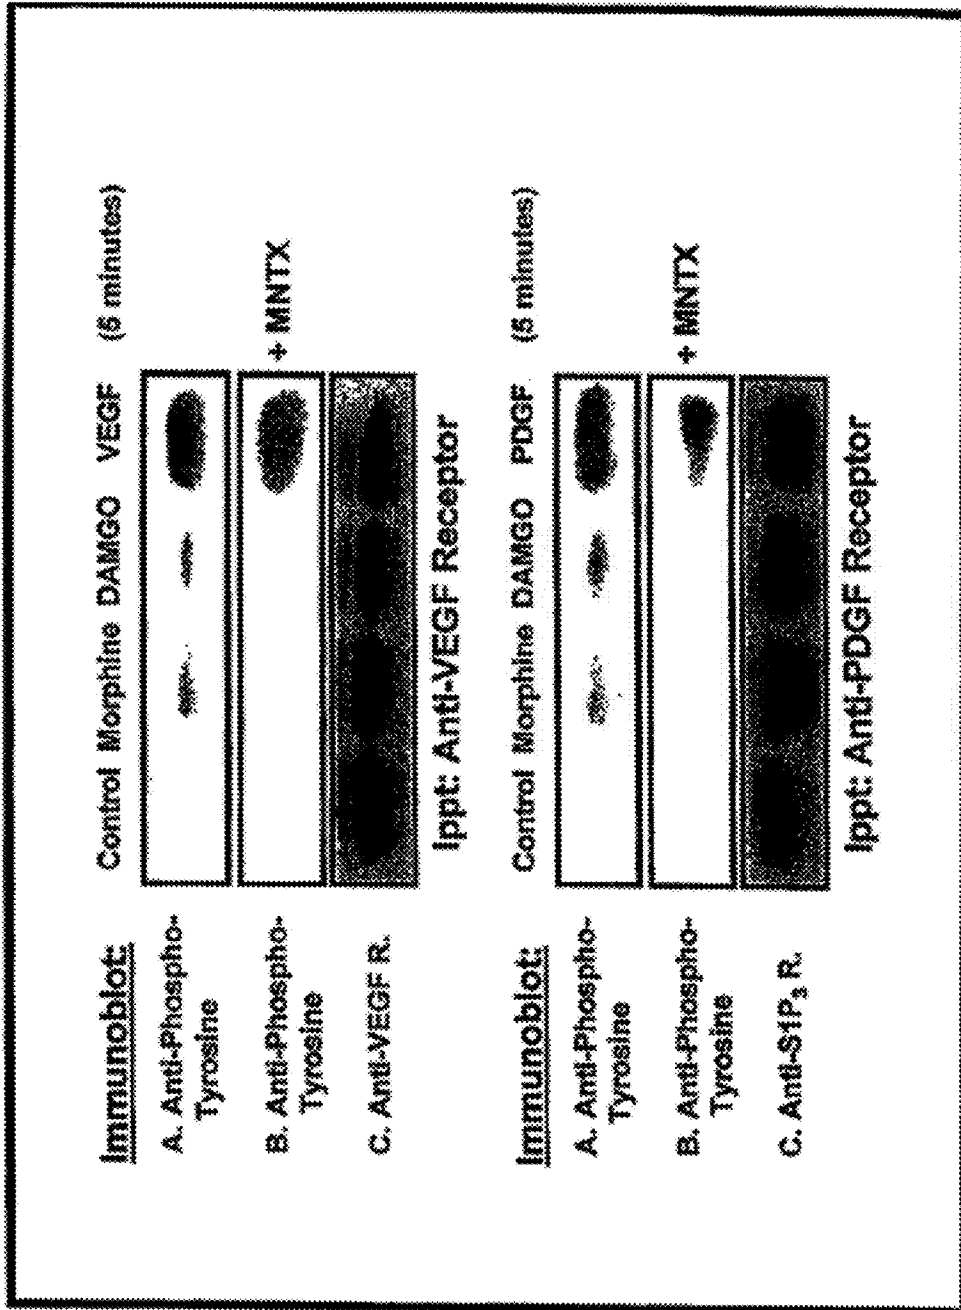 Immunoblot:
Control Morphine DAMGO VEGF (5 minutes)
A. Anti-Phospho-
Tyrosine
B. Anti-Phospho-
Tyrosine
+ MNTX
C. Anti-VEGF R.
Ippt: Anti-VEGF Receptor
Immunoblot:
Control Morphine DAMGO PDGF (5 minutes)
A. Anti-Phospho-
Tyrosine
B. Anti-Phospho-
Tyrosine
+ MNTX
C. Anti-S1P₃ R.
Ippt: Anti-PDGF Receptor